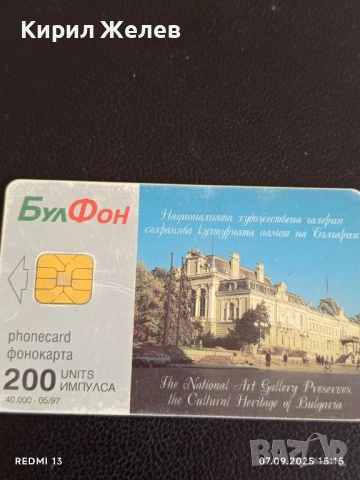 Кирил Желев
БулФон
Националната художествена галерия
съхранява културната памет на България
phonecard
фонокарта
200 UNITS
ИМПУЛСА
40.000 - 05/97
The National Art Gallery Preserves
the Cultural Heritage of Bulgaria
BAZAR
REDMI 13
07.09.2025 15:15